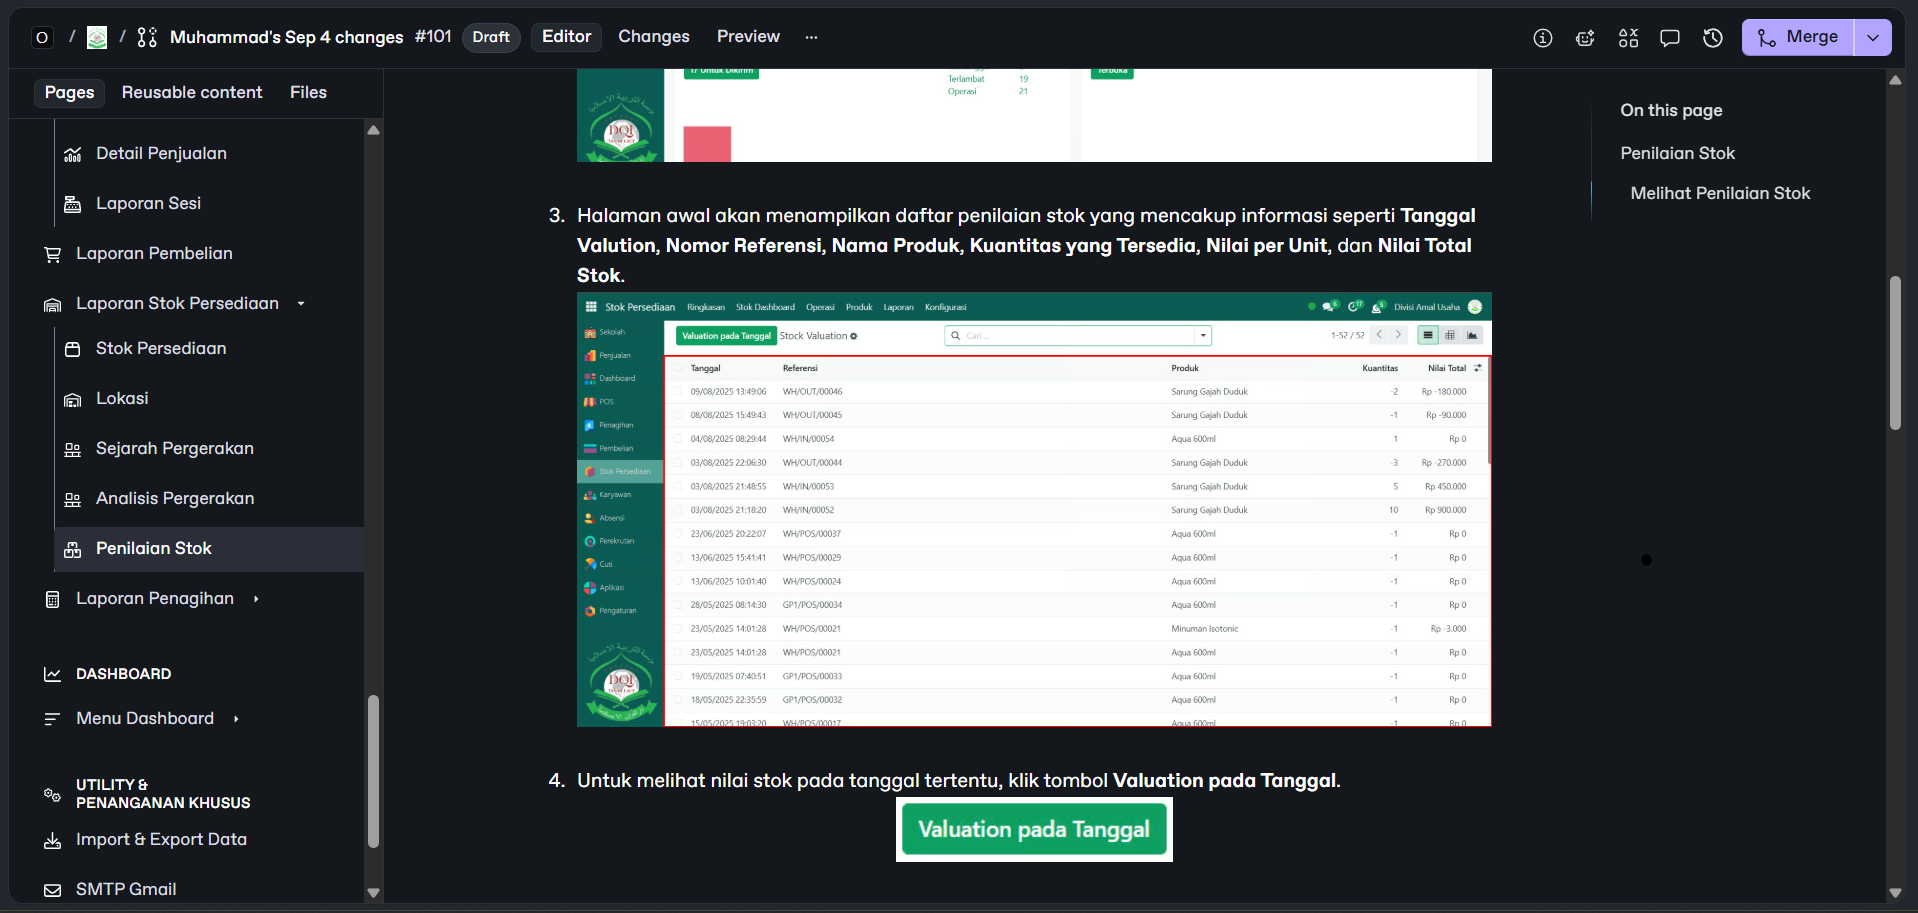 O / / Muhammad's Sep 4 changes #101 Draft Editor Changes Preview ··· Merge
Pages Reusable content Files
Detail Penjualan
Laporan Sesi
Laporan Pembelian
Laporan Stok Persediaan
Stok Persediaan
Lokasi
Sejarah Pergerakan
Analisis Pergerakan
Penilaian Stok
Laporan Penagihan
DASHBOARD
Menu Dashboard
UTILITY &
PENANGANAN KHUSUS
Import & Export Data
SMTP Gmail
17 Untuk Dikirim
Terlambat 19
Operasi 21
Terbuka
DQI
3. Halaman awal akan menampilkan daftar penilaian stok yang mencakup informasi seperti Tanggal
Valution, Nomor Referensi, Nama Produk, Kuantitas yang Tersedia, Nilai per Unit, dan Nilai Total
Stok.
Stok Persediaan Ringkasan Stok Dashboard Operasi Produk Laporan Konfigurasi 6 17 5 Divisi Amal Usaha
Sekolah
Penjualan
Dashboard
POS
Penagihan
Pembelian
Stok Persediaan
Karyawan
Absensi
Perekrutan
Cuti
Aplikasi
Pengaturan
DQI
Valuation pada Tanggal Stock Valuation Cari ... 1-52 / 52
Tanggal Referensi Produk Kuantitas Nilai Total
09/08/2025 13:49:06 WH/OUT/00046 Sarung Gajah Duduk -2 Rp -180.000
08/08/2025 15:49:43 WH/OUT/00045 Sarung Gajah Duduk -1 Rp -90.000
04/08/2025 08:29:44 WH/IN/00054 Aqua 600ml 1 Rp 0
03/08/2025 22:06:30 WH/OUT/00044 Sarung Gajah Duduk -3 Rp -270.000
03/08/2025 21:48:55 WH/IN/00053 Sarung Gajah Duduk 5 Rp 450.000
03/08/2025 21:18:20 WH/IN/00052 Sarung Gajah Duduk 10 Rp 900.000
23/06/2025 20:22:07 WH/POS/00037 Aqua 600ml -1 Rp 0
13/06/2025 15:41:41 WH/POS/00029 Aqua 600ml -1 Rp 0
13/06/2025 10:01:40 WH/POS/00024 Aqua 600ml -1 Rp 0
28/05/2025 08:14:30 GP1/POS/00034 Aqua 600ml -1 Rp 0
23/05/2025 14:01:28 WH/POS/00021 Minuman Isotonic -1 Rp -3.000
23/05/2025 14:01:28 WH/POS/00021 Aqua 600ml -1 Rp 0
19/05/2025 07:40:51 GP1/POS/00033 Aqua 600ml -1 Rp 0
18/05/2025 22:35:59 GP1/POS/00032 Aqua 600ml -1 Rp 0
15/05/2025 19:03:20 WH/POS/00017 Aqua 600ml -1 Rp 0
4. Untuk melihat nilai stok pada tanggal tertentu, klik tombol Valuation pada Tanggal.
Valuation pada Tanggal
On this page
Penilaian Stok
Melihat Penilaian Stok